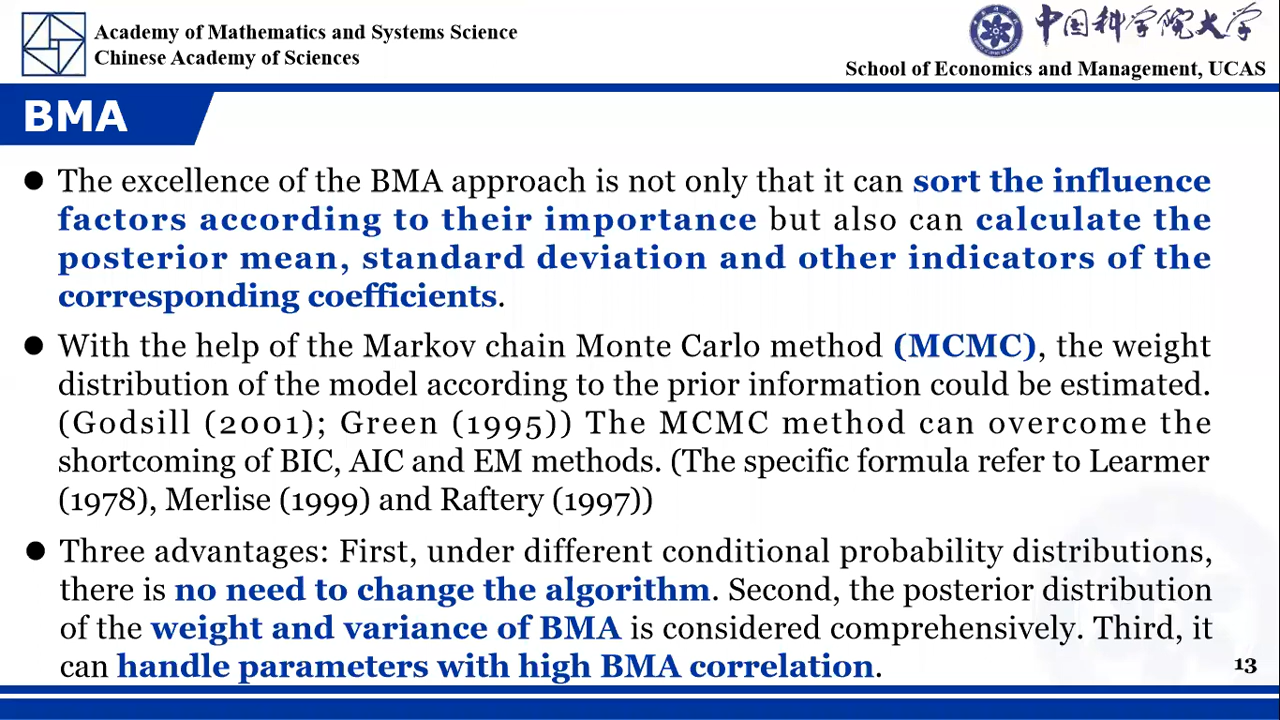 Academy of Mathematics and Systems Science
Chinese Academy of Sciences
中国科学院大学
School of Economics and Management, UCAS
BMA
● The excellence of the BMA approach is not only that it can sort the influence
factors according to their importance but also can calculate the
posterior mean, standard deviation and other indicators of the
corresponding coefficients.
● With the help of the Markov chain Monte Carlo method (MCMC), the weight
distribution of the model according to the prior information could be estimated.
(Godsill (2001); Green (1995)) The MCMC method can overcome the
shortcoming of BIC, AIC and EM methods. (The specific formula refer to Learmer
(1978), Merlise (1999) and Raftery (1997))
● Three advantages: First, under different conditional probability distributions,
there is no need to change the algorithm. Second, the posterior distribution
of the weight and variance of BMA is considered comprehensively. Third, it
can handle parameters with high BMA correlation.
13